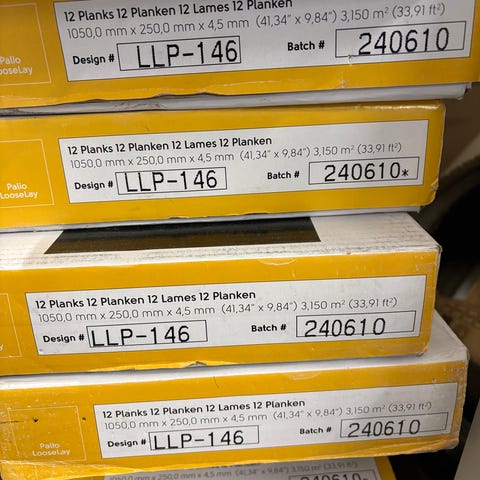 12 Planks 12 Planken 12 Lames 12 Planken
1050,0 mm x 250,0 mm x 4,5 mm (41,34" x 9,84") 3,150 m² (33,91 ft²)
Palio
LooseLay
Design # LLP-146 Batch # 240610
12 Planks 12 Planken 12 Lames 12 Planken
1050,0 mm x 250,0 mm x 4,5 mm (41,34" x 9,84") 3,150 m² (33,91 ft²)
Palio
LooseLay
Design # LLP-146 Batch # 240610*
12 Planks 12 Planken 12 Lames 12 Planken
1050,0 mm x 250,0 mm x 4,5 mm (41,34" x 9,84") 3,150 m² (33,91 ft²)
Design # LLP-146 Batch # 240610
12 Planks 12 Planken 12 Lames 12 Planken
1050,0 mm x 250,0 mm x 4,5 mm (41,34" x 9,84") 3,150 m² (33,91 ft²)
Palio
LooseLay
Design # LLP-146 Batch # 240610